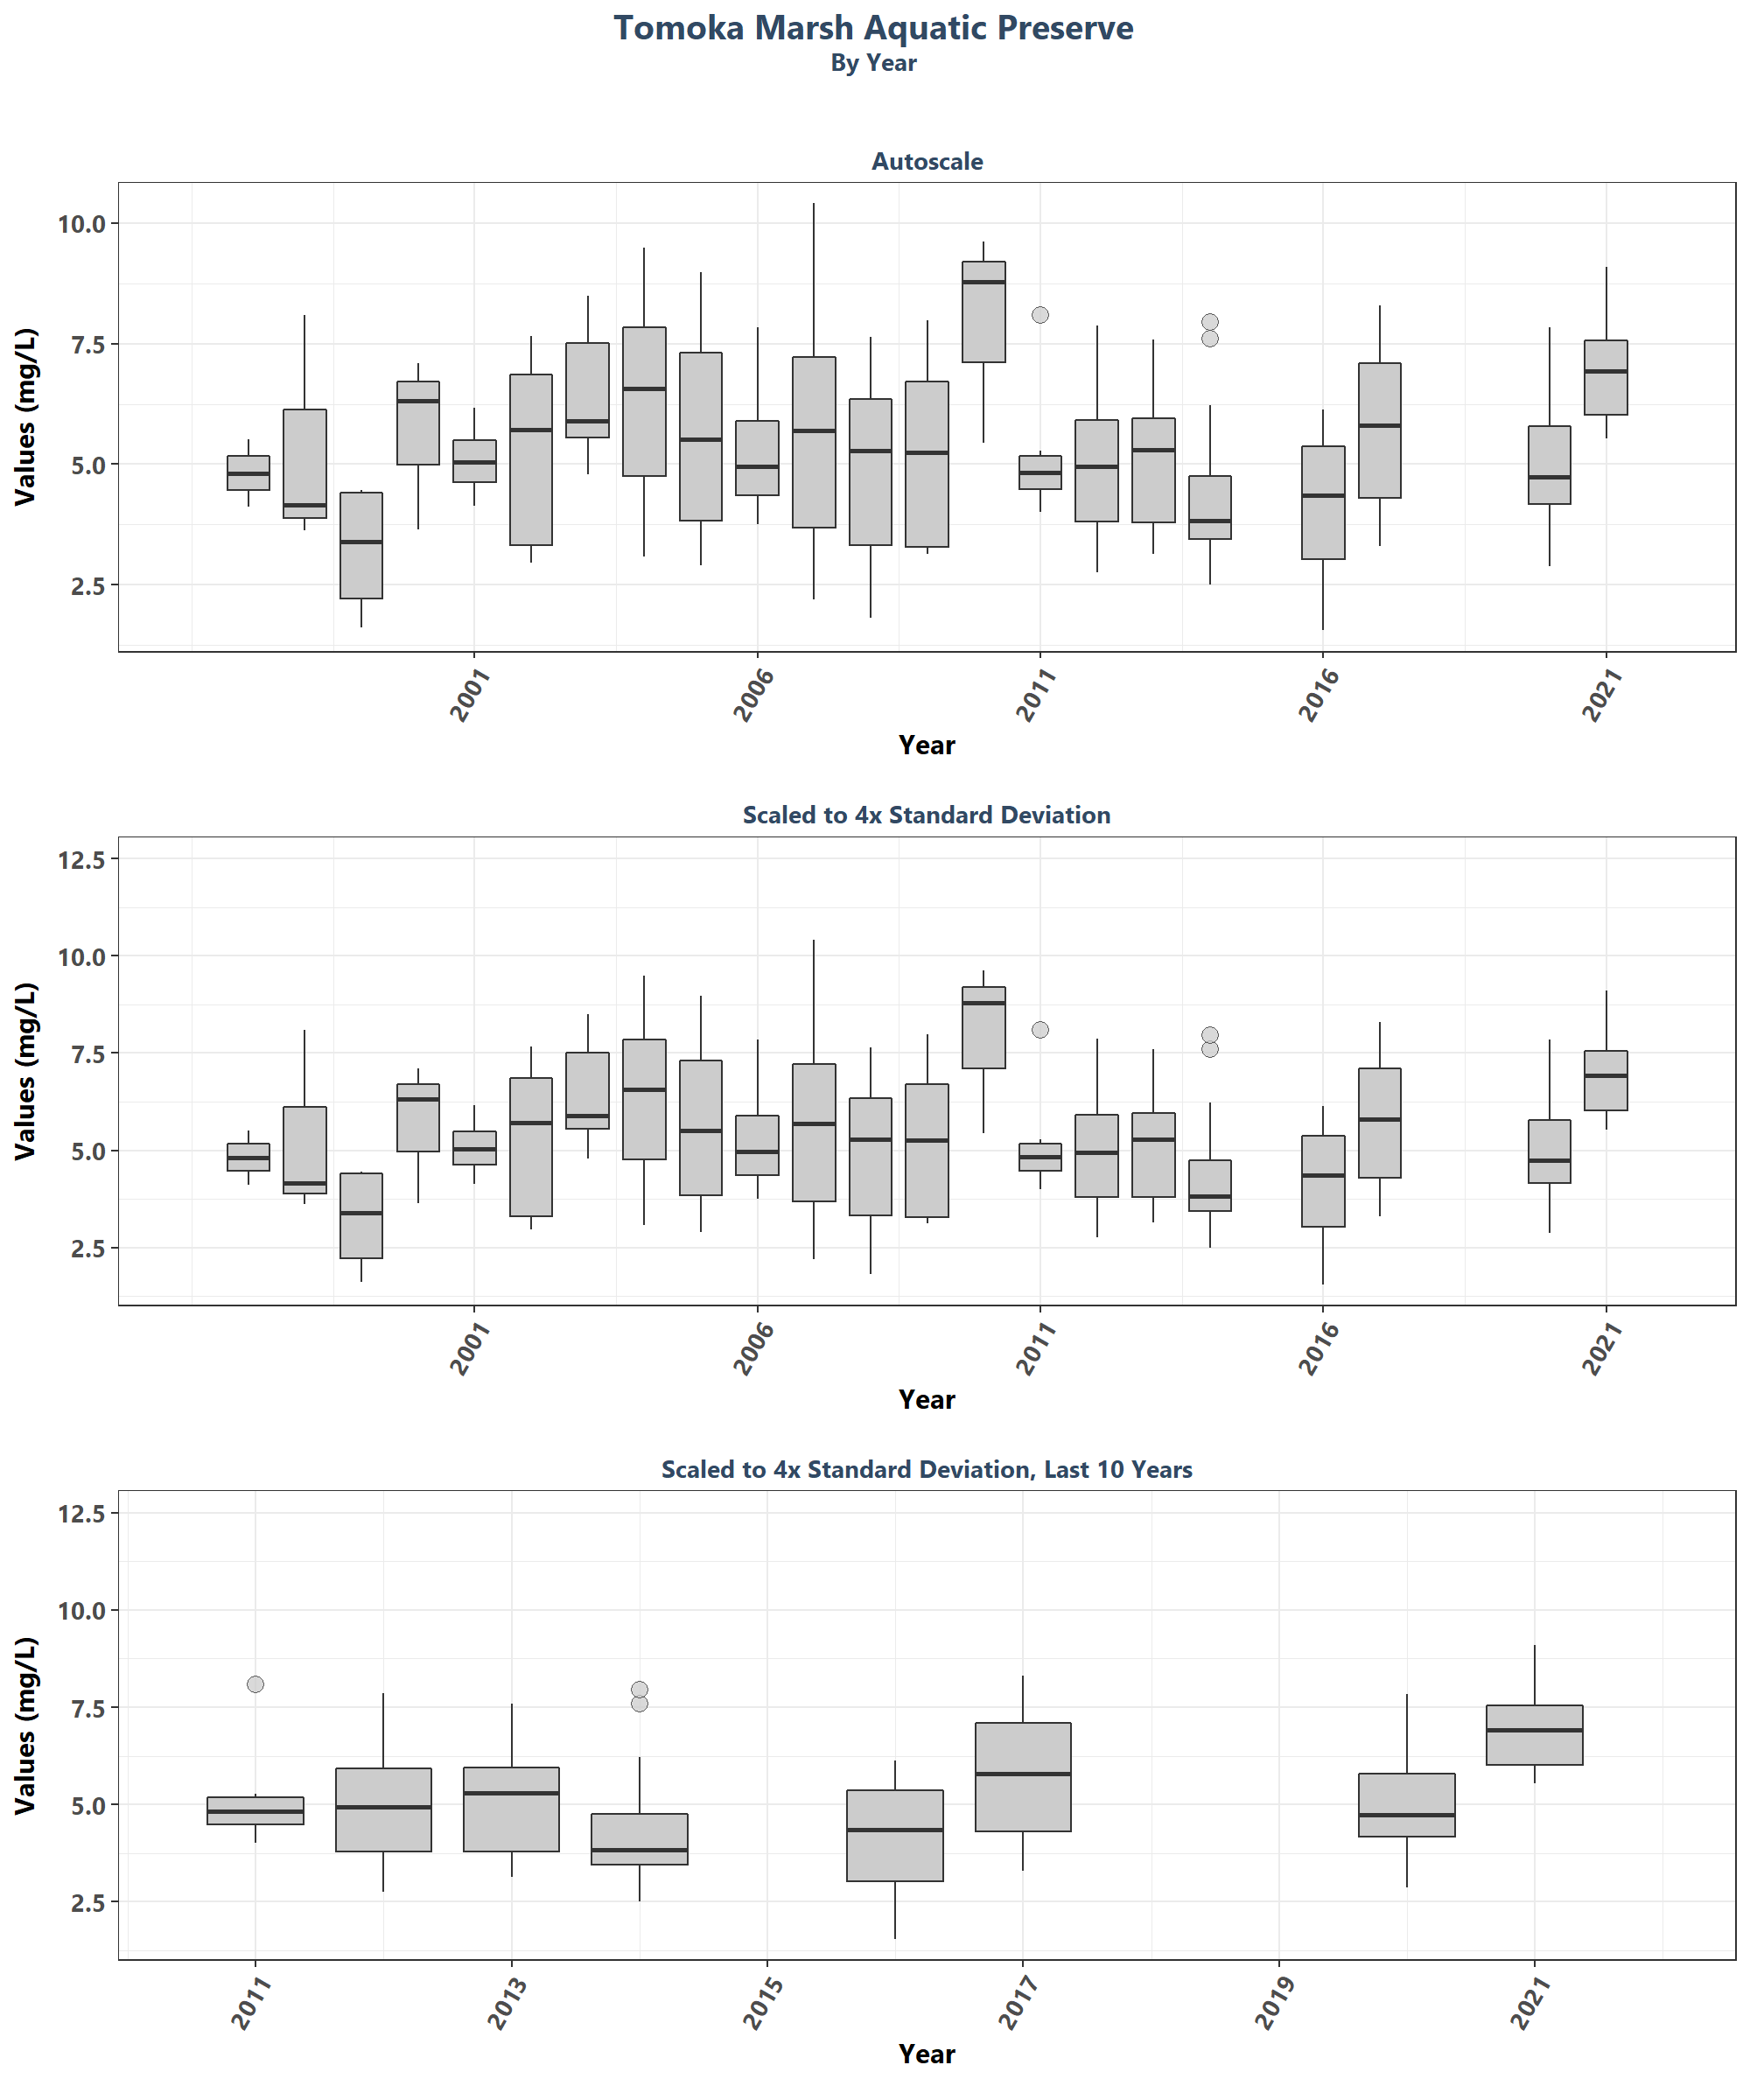 Tomoka Marsh Aquatic Preserve
By Year
Autoscale
Values (mg/L)
10.0
7.5
5.0
2.5
2001
2006
2011
2016
2021
Year
Scaled to 4x Standard Deviation
Values (mg/L)
12.5
10.0
7.5
5.0
2.5
2001
2006
2011
2016
2021
Year
Scaled to 4x Standard Deviation, Last 10 Years
Values (mg/L)
12.5
10.0
7.5
5.0
2.5
2011
2013
2015
2017
2019
2021
Year